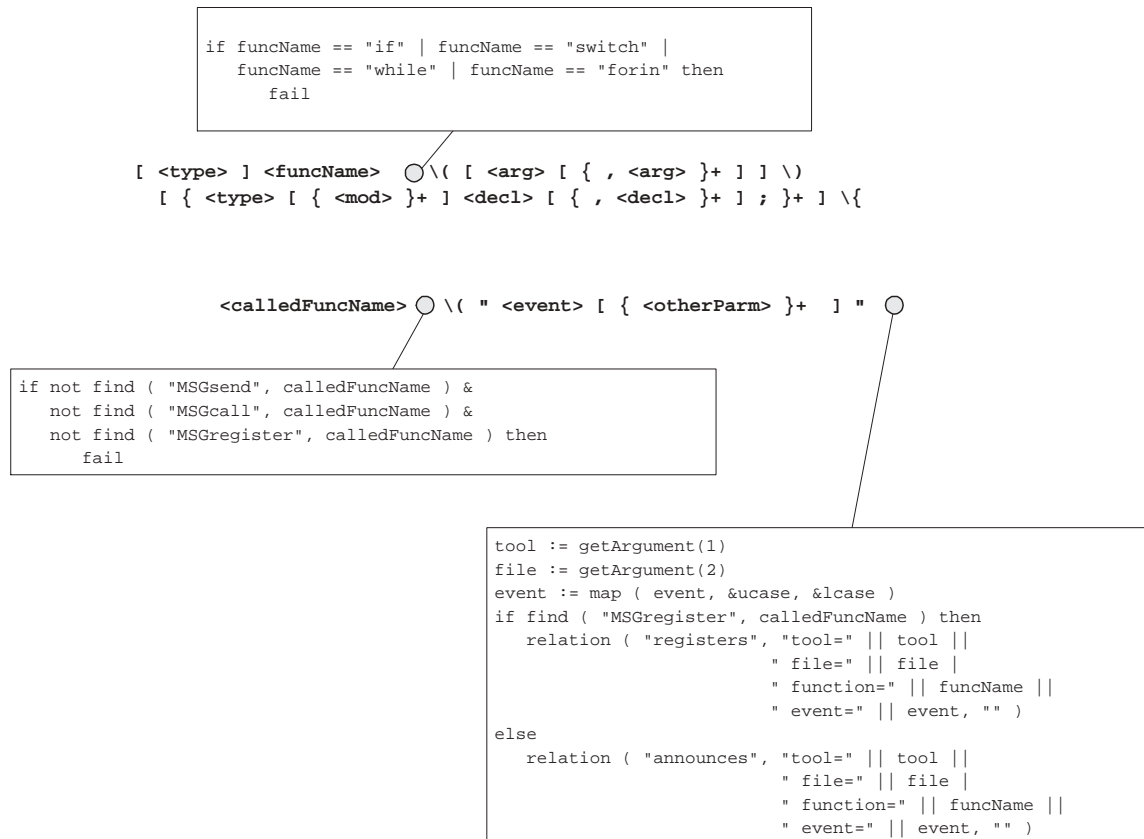 if funcName == "if" | funcName == "switch" |
funcName == "while" | funcName == "forin" then
fail
[ <type> ] <funcName> \( [ <arg> [ { , <arg> }+ ] ] \)
[ { <type> [ { <mod> }+ ] <decl> [ { , <decl> }+ ] ; }+ ] \{
<calledFuncName> \( " <event> [ { <otherParm> }+ ] "
if not find ( "MSGsend", calledFuncName ) &
not find ( "MSGcall", calledFuncName ) &
not find ( "MSGregister", calledFuncName ) then
fail
tool := getArgument(1)
file := getArgument(2)
event := map ( event, &ucase, &lcase )
if find ( "MSGregister", calledFuncName ) then
relation ( "registers", "tool=" || tool ||
" file=" || file |
" function=" || funcName ||
" event=" || event, "" )
else
relation ( "announces", "tool=" || tool ||
" file=" || file |
" function=" || funcName ||
" event=" || event, "" )